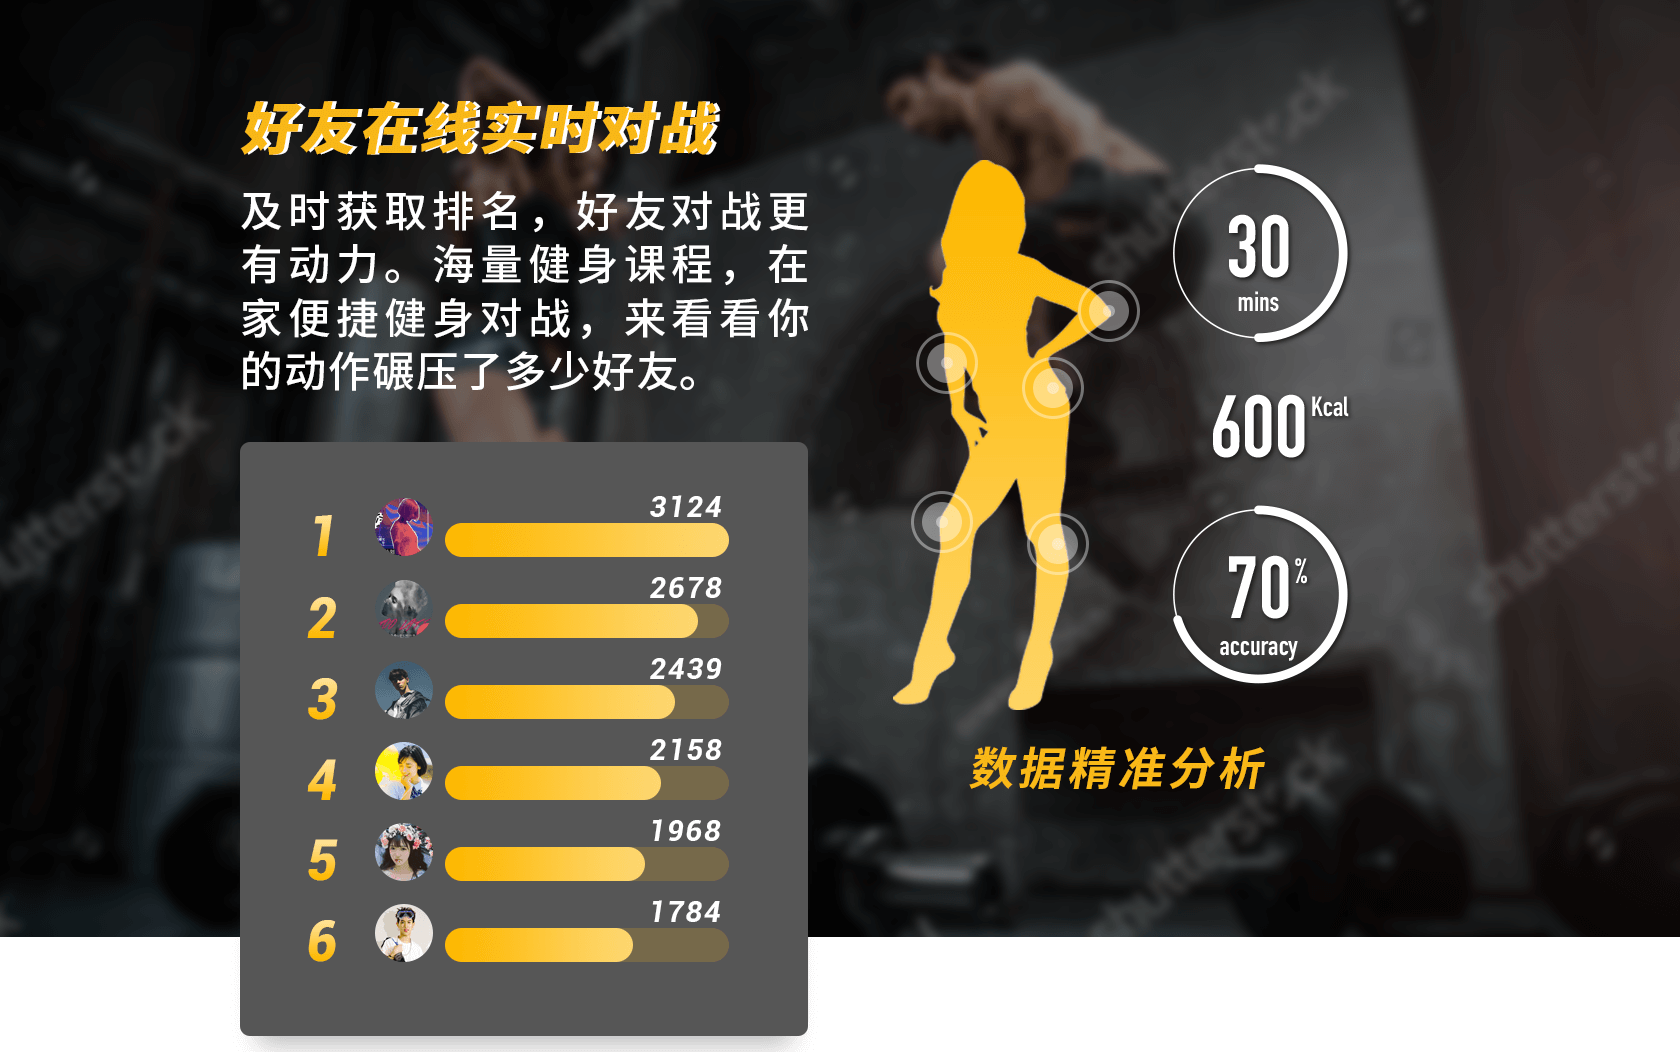 好友在线实时对战
及时获取排名，好友对战更
有动力。海量健身课程，在
家便捷健身对战，来看看你
的动作碾压了多少好友。
1
3124
2
2678
3
2439
4
2158
5
1968
6
1784
30
mins
600 Kcal
70 %
accuracy
数据精准分析
shutterstock
shutterstock
shutterstock
shutterstock